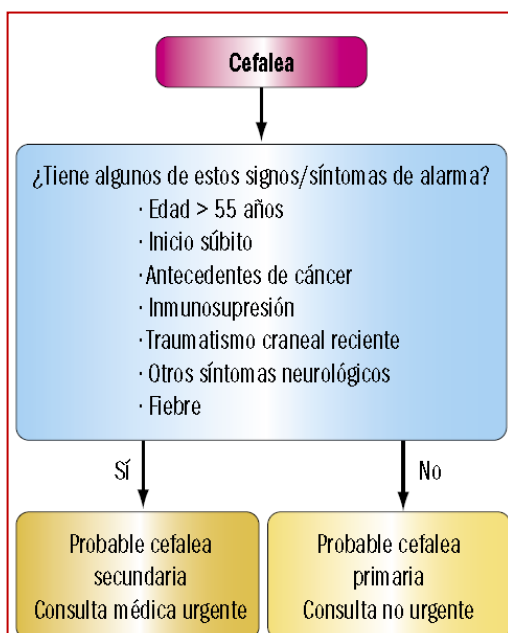 Cefalea
¿Tiene algunos de estos signos/síntomas de alarma?
· Edad > 55 años
· Inicio súbito
· Antecedentes de cáncer
· Inmunosupresión
· Traumatismo craneal reciente
· Otros síntomas neurológicos
· Fiebre
Sí
No
Probable cefalea
secundaria
Consulta médica urgente
Probable cefalea
primaria
Consulta no urgente